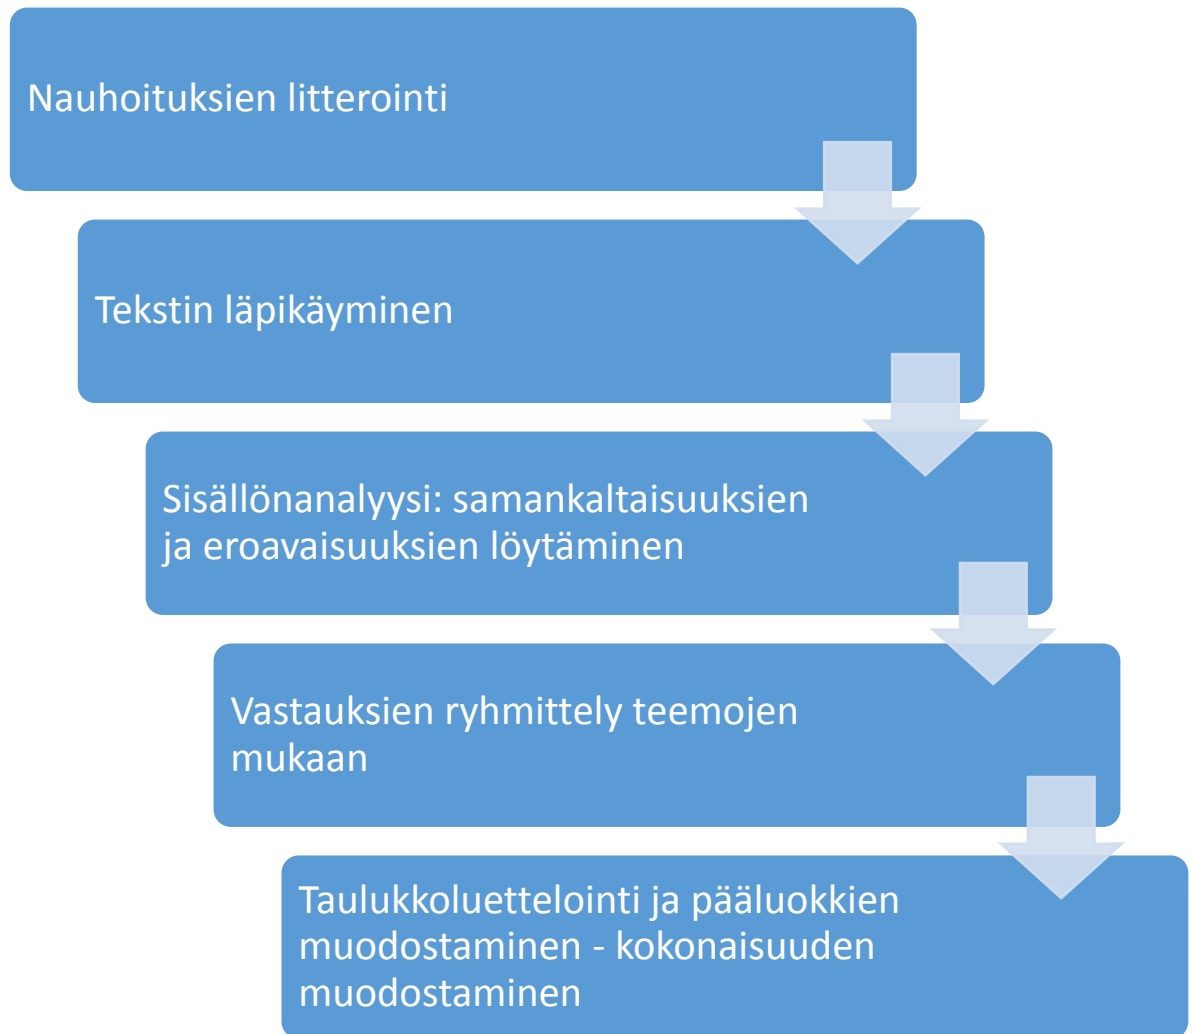 Nauhoituksien litterointi
Tekstin läpikäyminen
Sisällönanalyysi: samankaltaisuuksien
ja eroavaisuuksien löytäminen
Vastauksien ryhmittely teemojen
mukaan
Taulukkoluettelointi ja pääluokkien
muodostaminen - kokonaisuuden
muodostaminen